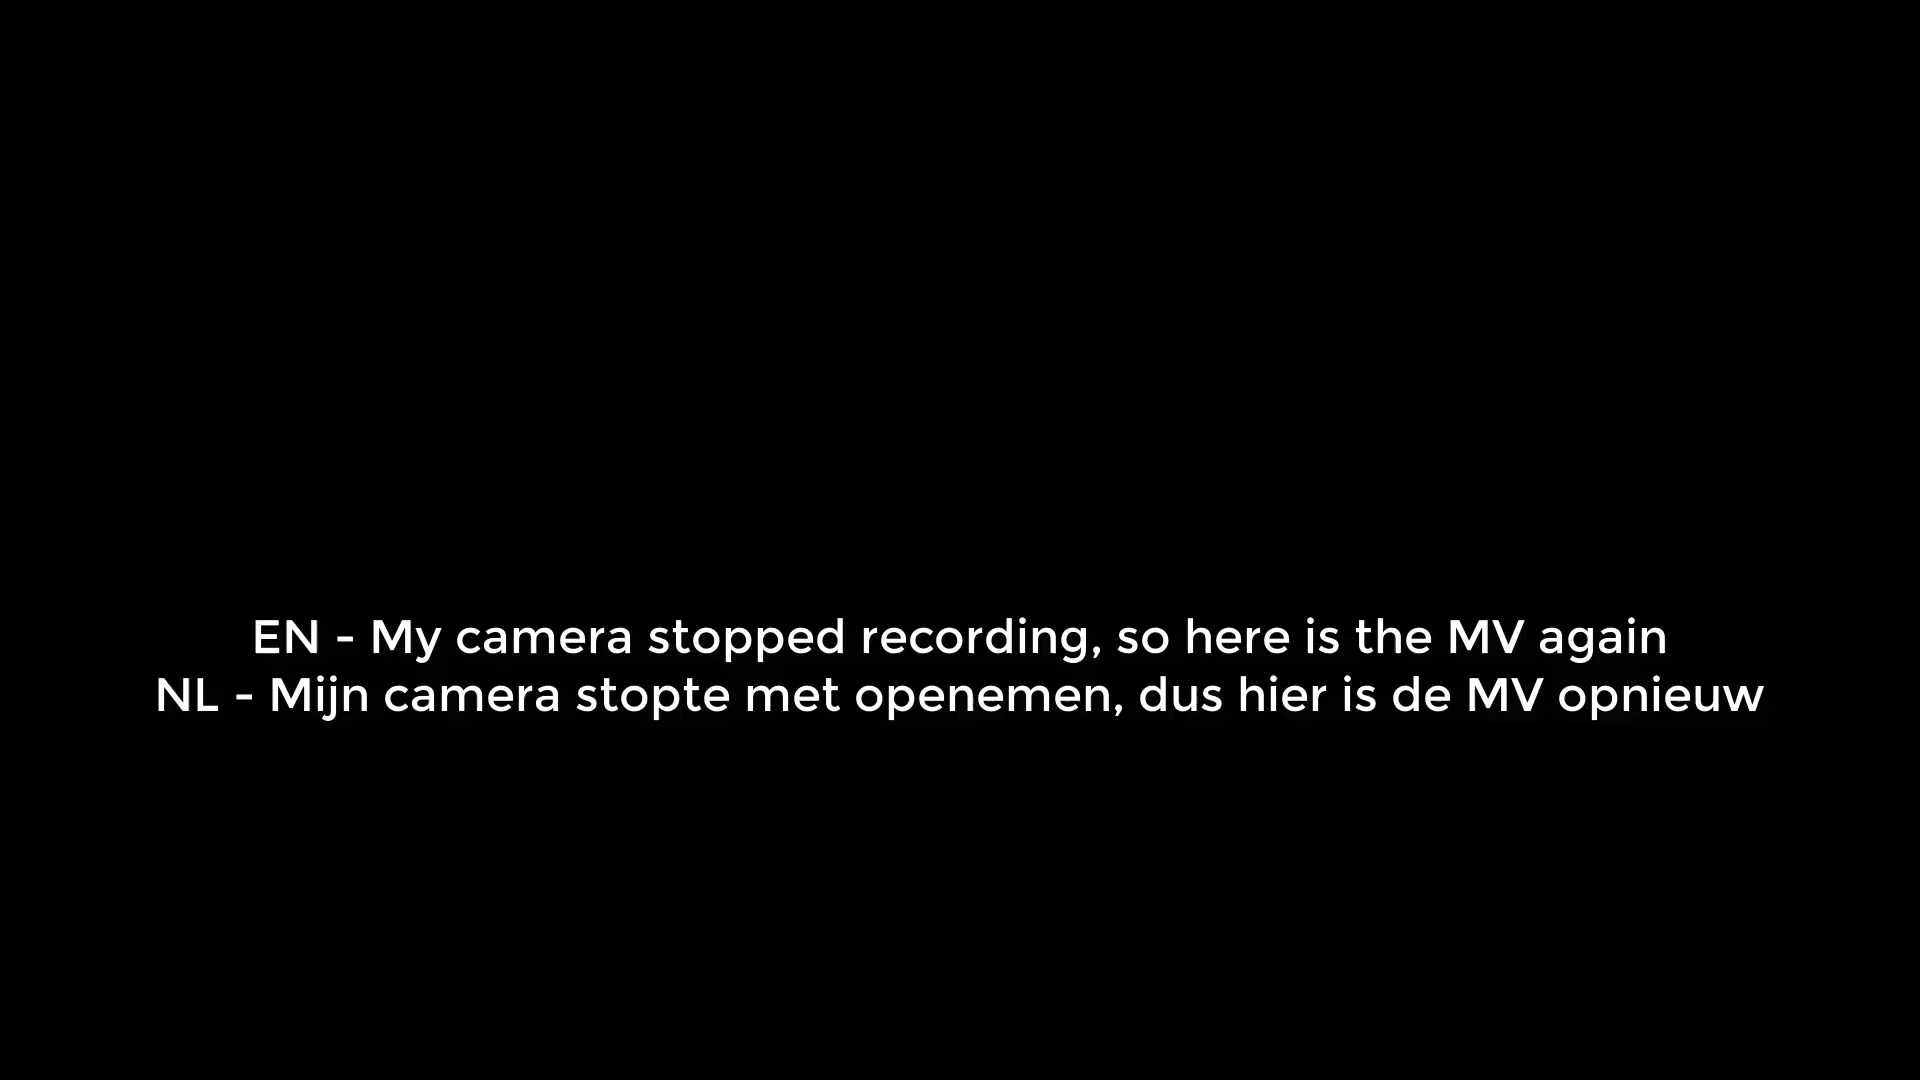 EN - My camera stopped recording, so here is the MV again
NL - Mijn camera stopte met openemen, dus hier is de MV opnieuw